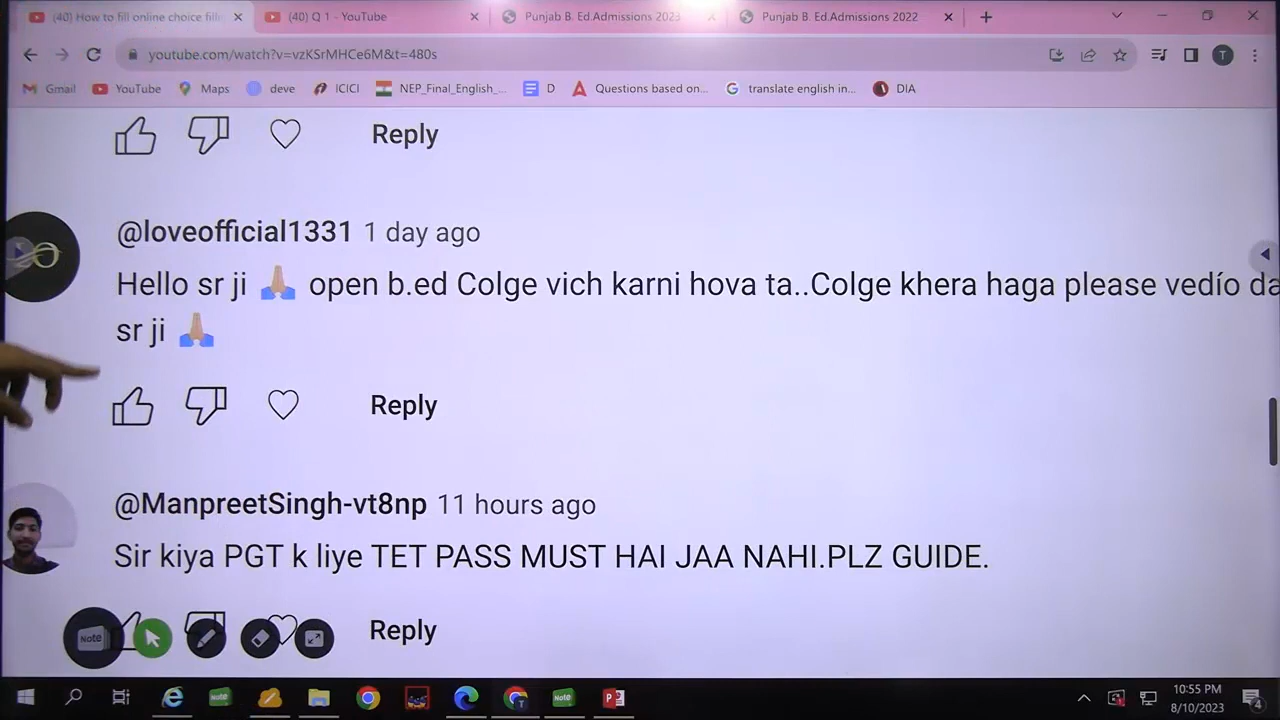 (40) How to fill online choice fill
(40) Q 1 - YouTube
Punjab B. Ed.Admissions 2023
Punjab B. Ed.Admissions 2022
youtube.com/watch?v=vzKSrMHCe6M&t=480s
T
Gmail
YouTube
Maps
deve
ICICI
NEP_Final_English_...
D
Questions based on...
translate english in...
DIA
Reply
@loveofficial1331 1 day ago
Hello sr ji 🙏 open b.ed Colge vich karni hova ta..Colge khera haga please vedío da
sr ji 🙏
Reply
@ManpreetSingh-vt8np 11 hours ago
Sir kiya PGT k liye TET PASS MUST HAI JAA NAHI.PLZ GUIDE.
Note
Reply
Note
Note
10:55 PM
8/10/2023
4